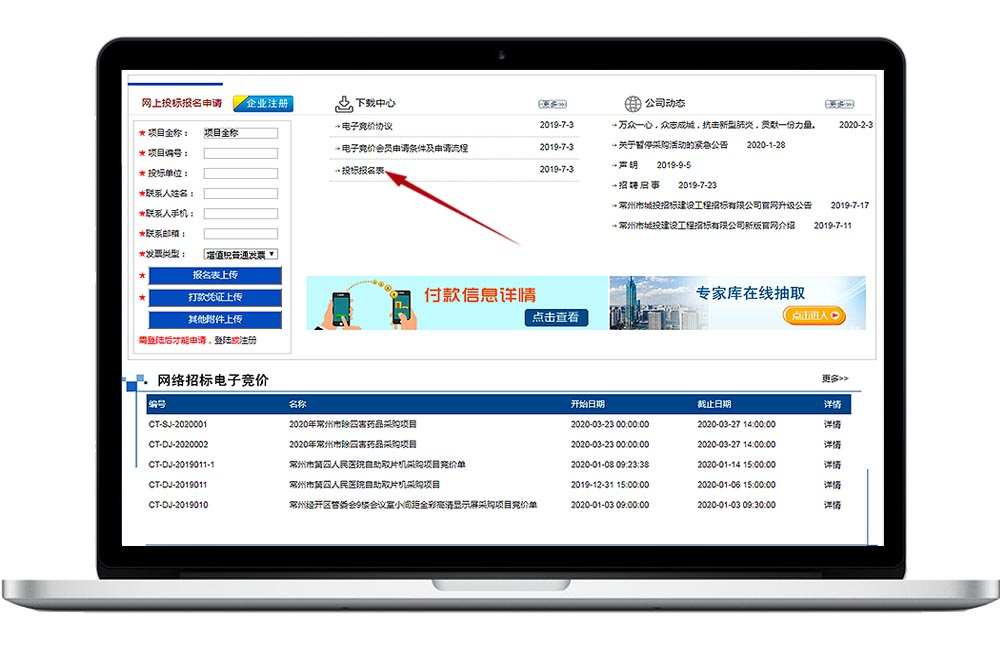 网上投标报名申请 企业注册
★ 项目全称： 项目全称
★ 项目编号：
★ 投标单位：
★联系人姓名：
★联系人手机：
★联系邮箱：
★发票类型： 增值税普通发票 ▼
★ 报名表上传
★ 打款凭证上传
其他附件上传
需登陆后才能申请，登陆或注册
下载中心 更多>>
→电子竞价协议 2019-7-3
→电子竞价会员申请条件及申请流程 2019-7-3
→投标报名表 2019-7-3
公司动态 更多>>
→万众一心，众志成城，抗击新型肺炎，贡献一份力量。 2020-2-3
→关于暂停采购活动的紧急公告 2020-1-28
→声 明 2019-9-5
→招 聘 启 事 2019-7-23
→常州市城投招标建设工程招标有限公司官网升级公告 2019-7-17
→常州市城投建设工程招标有限公司新版官网介绍 2019-7-11
付款信息详情
点击查看
专家库在线抽取
点击进入
网络招标电子竞价 更多>>
编号 名称 开始日期 截止日期 详情
CT-SJ-2020001 2020年常州市除四害药品采购项目 2020-03-23 00:00:00 2020-03-27 14:00:00 详情
CT-DJ-2020002 2020年常州市除四害药品采购项目 2020-03-23 00:00:00 2020-03-27 14:00:00 详情
CT-DJ-2019011-1 常州市第四人民医院自助取片机采购项目竞价单 2020-01-08 09:23:38 2020-01-14 15:00:00 详情
CT-DJ-2019011 常州市第四人民医院自助取片机采购项目 2019-12-31 15:00:00 2020-01-06 15:00:00 详情
CT-DJ-2019010 常州经开区管委会9楼会议室小间距全彩高清显示屏采购项目竞价单 2020-01-03 09:00:00 2020-01-03 09:30:00 详情